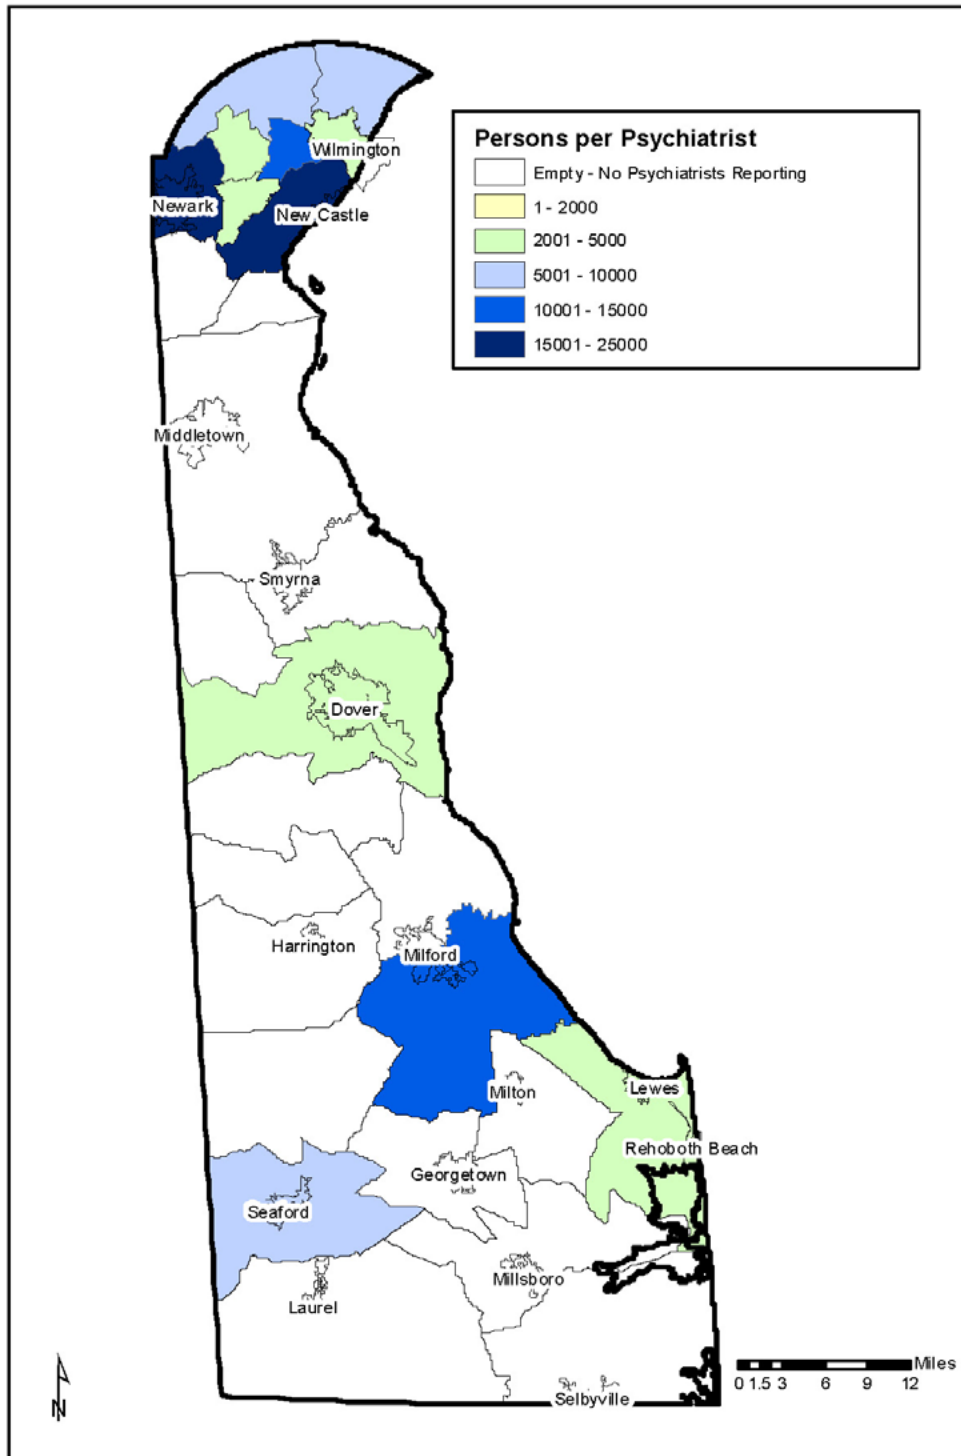 Persons per Psychiatrist
Empty - No Psychiatrists Reporting
1 - 2000
2001 - 5000
5001 - 10000
10001 - 15000
15001 - 25000
Wilmington
Newark
New Castle
Middletown
Smyrna
Dover
Harrington
Milford
Milton
Lewes
Rehoboth Beach
Georgetown
Seaford
Millsboro
Laurel
Selbyville
Miles
0 1.5 3 6 9 12
N